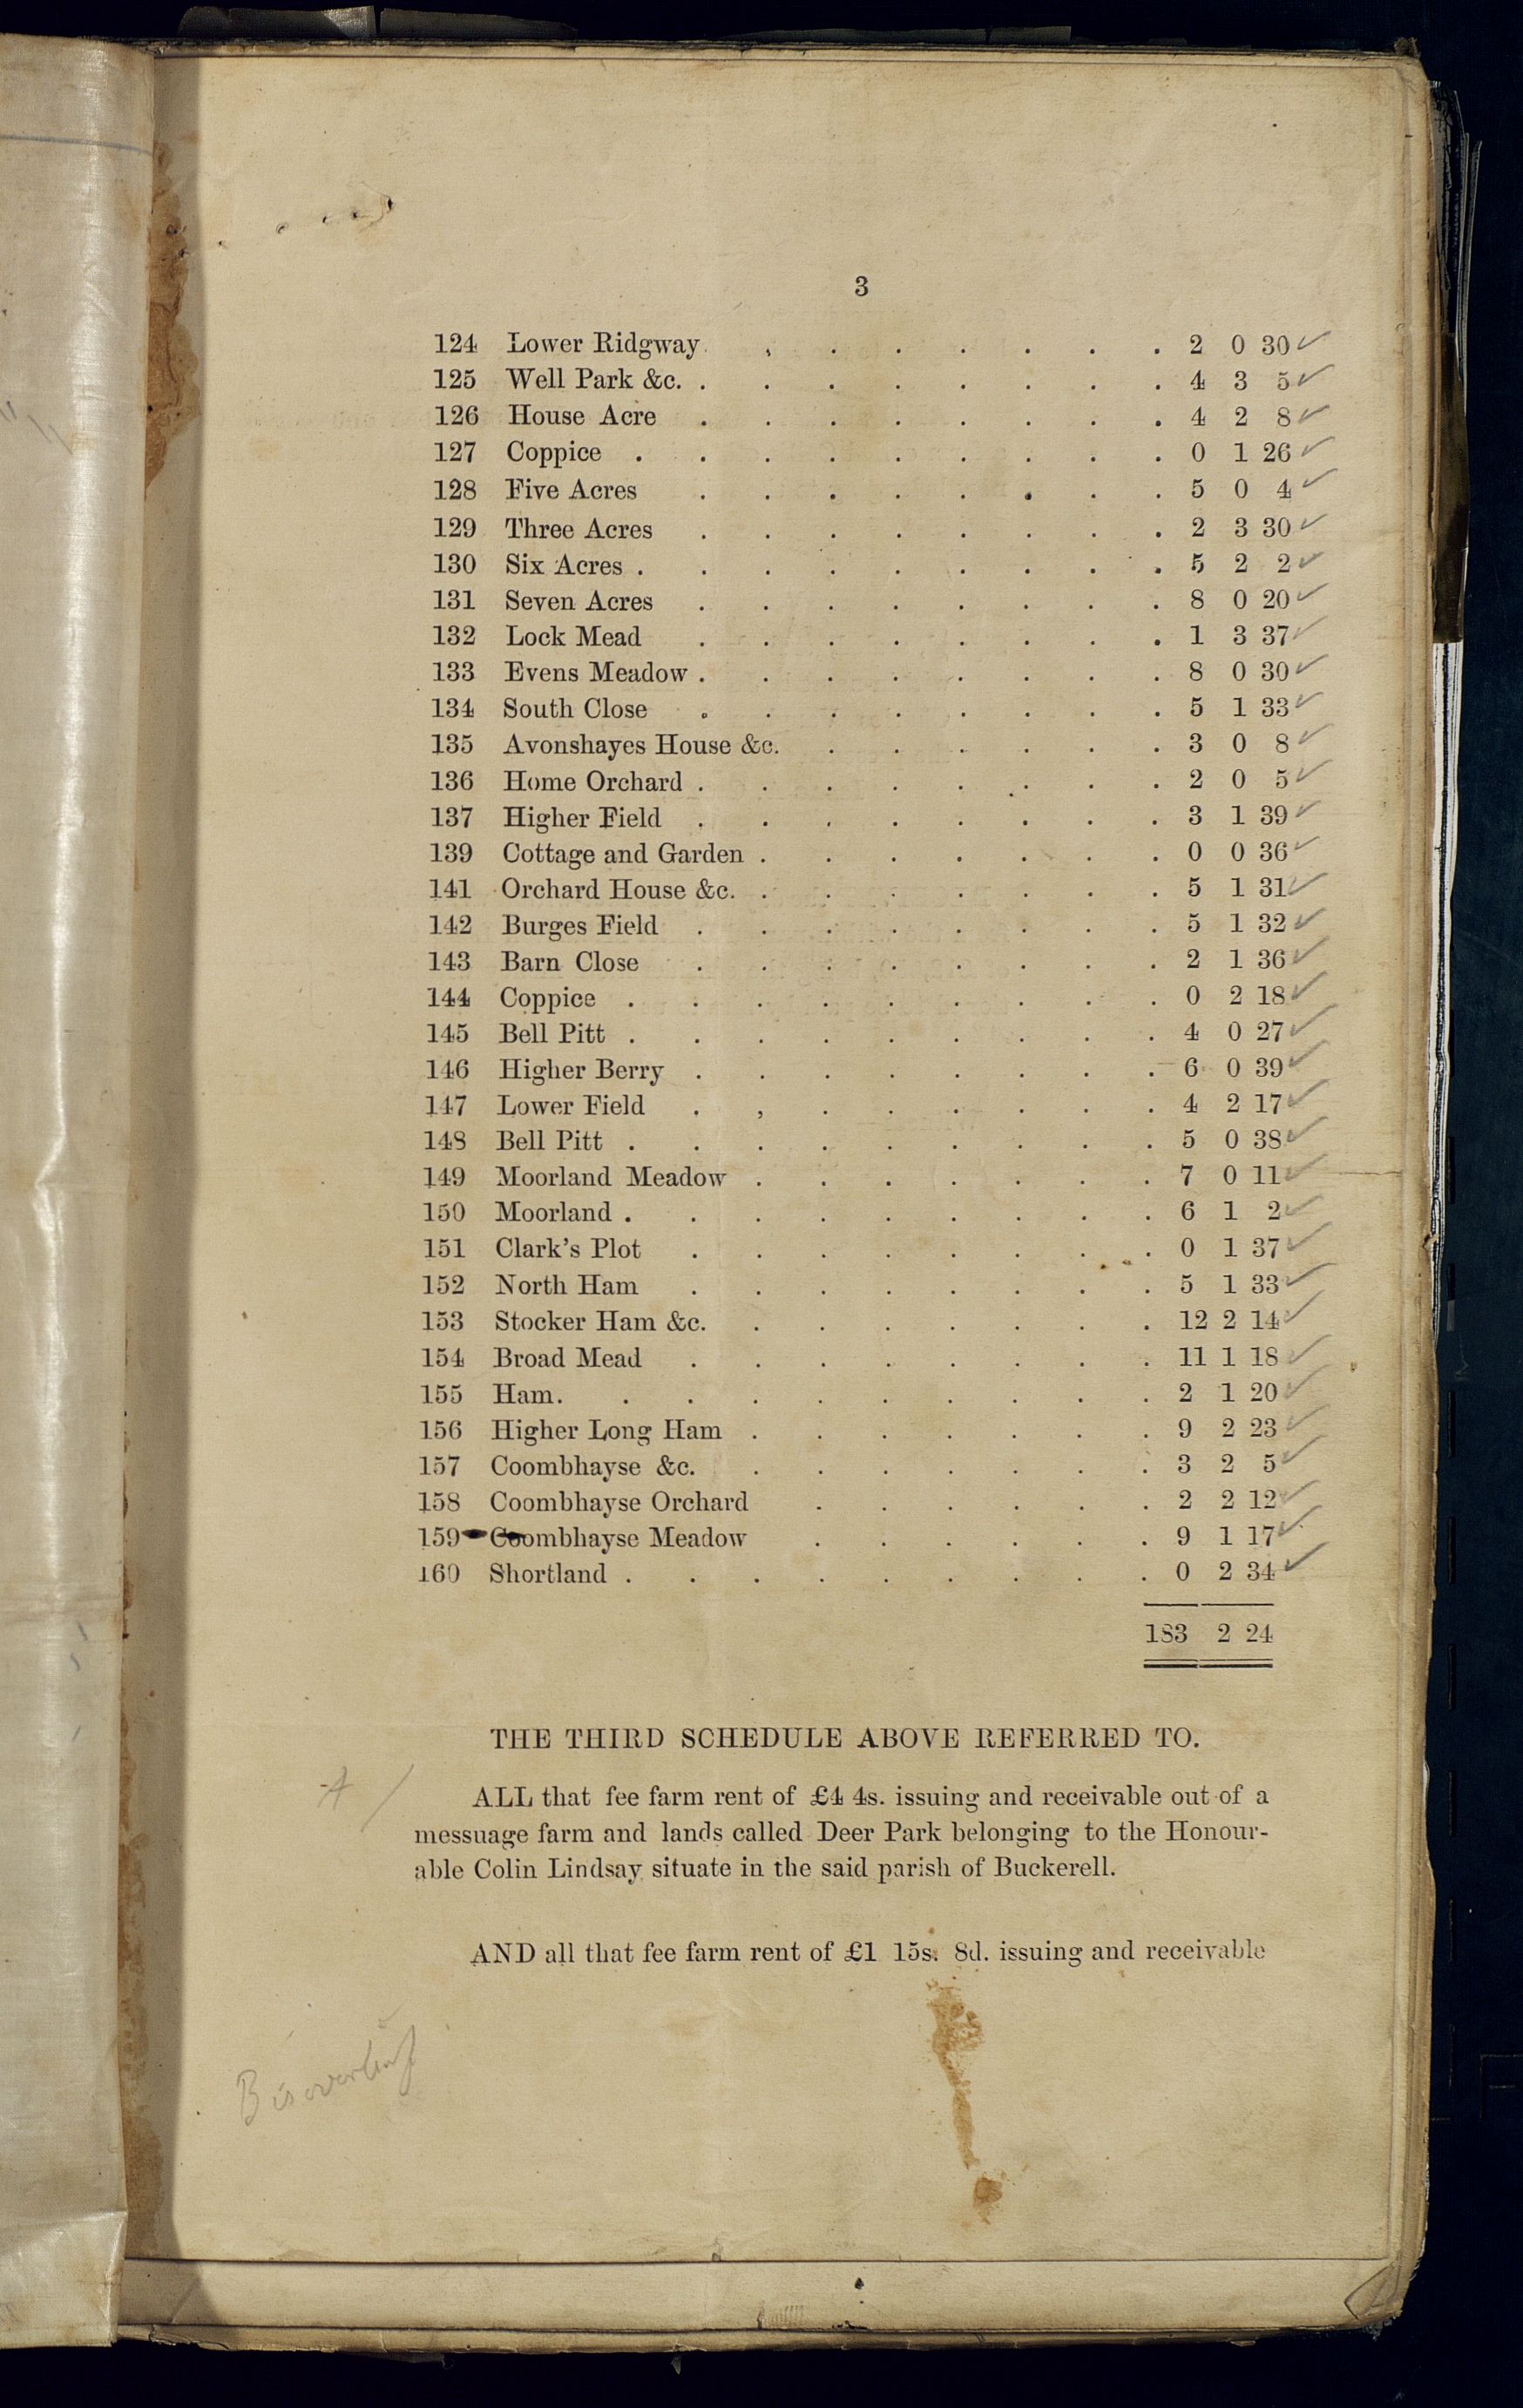 3
124 Lower Ridgway . , . . . . . . 2 0 30 ✓
125 Well Park &c. . . . . . . . . 4 3 5 ✓
126 House Acre . . . . . . . . 4 2 8 ✓
127 Coppice . . . . . . . . . 0 1 26 ✓
128 Five Acres . . . . . . . . 5 0 4 ✓
129 Three Acres . . . . . . . . 2 3 30 ✓
130 Six Acres . . . . . . . . . 5 2 2 ✓
131 Seven Acres . . . . . . . . 8 0 20 ✓
132 Lock Mead . . . . . . . . 1 3 37 ✓
133 Evens Meadow . . . . . . . . 8 0 30 ✓
134 South Close . . . . . . . . 5 1 33 ✓
135 Avonshayes House &c. . . . . . . 3 0 8 ✓
136 Home Orchard . . . . . . . . 2 0 5 ✓
137 Higher Field . . . . . . . . 3 1 39 ✓
139 Cottage and Garden . . . . . . . 0 0 36 ✓
141 Orchard House &c. . . . . . . . 5 1 31 ✓
142 Burges Field . . . . . . . . 5 1 32 ✓
143 Barn Close . . . . . . . . 2 1 36 ✓
144 Coppice . . . . . . . . . 0 2 18 ✓
145 Bell Pitt . . . . . . . . . 4 0 27 ✓
146 Higher Berry . . . . . . . . 6 0 39 ✓
147 Lower Field . , . . . . . . 4 2 17 ✓
148 Bell Pitt . . . . . . . . . 5 0 38 ✓
149 Moorland Meadow . . . . . . . 7 0 11 ✓
150 Moorland . . . . . . . . . 6 1 2 ✓
151 Clark's Plot . . . . . . . . 0 1 37 ✓
152 North Ham . . . . . . . . 5 1 33 ✓
153 Stocker Ham &c. . . . . . . . 12 2 14 ✓
154 Broad Mead . . . . . . . . 11 1 18 ✓
155 Ham. . . . . . . . . . 2 1 20 ✓
156 Higher Long Ham . . . . . . . 9 2 23 ✓
157 Coombhayse &c. . . . . . . . 3 2 5 ✓
158 Coombhayse Orchard . . . . . . 2 2 12 ✓
159 Coombhayse Meadow . . . . . . 9 1 17 ✓
160 Shortland . . . . . . . . . 0 2 34 ✓
183 2 24
THE THIRD SCHEDULE ABOVE REFERRED TO.
A /
ALL that fee farm rent of £4 4s. issuing and receivable out of a
messuage farm and lands called Deer Park belonging to the Honour-
able Colin Lindsay situate in the said parish of Buckerell.
AND all that fee farm rent of £1 15s. 8d. issuing and receivable
B is overleaf